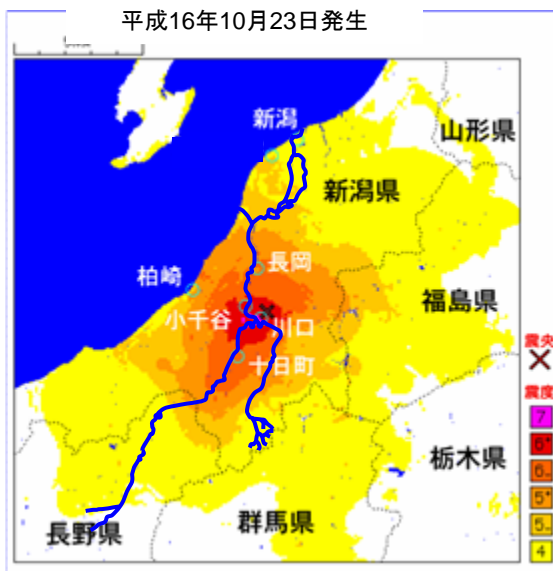 平成16年10月23日発生
新潟
山形県
新潟県
長岡
柏崎
福島県
小千谷
川口
震央
十日町
震度
7
6+
6-
5+
5-
4
栃木県
群馬県
長野県